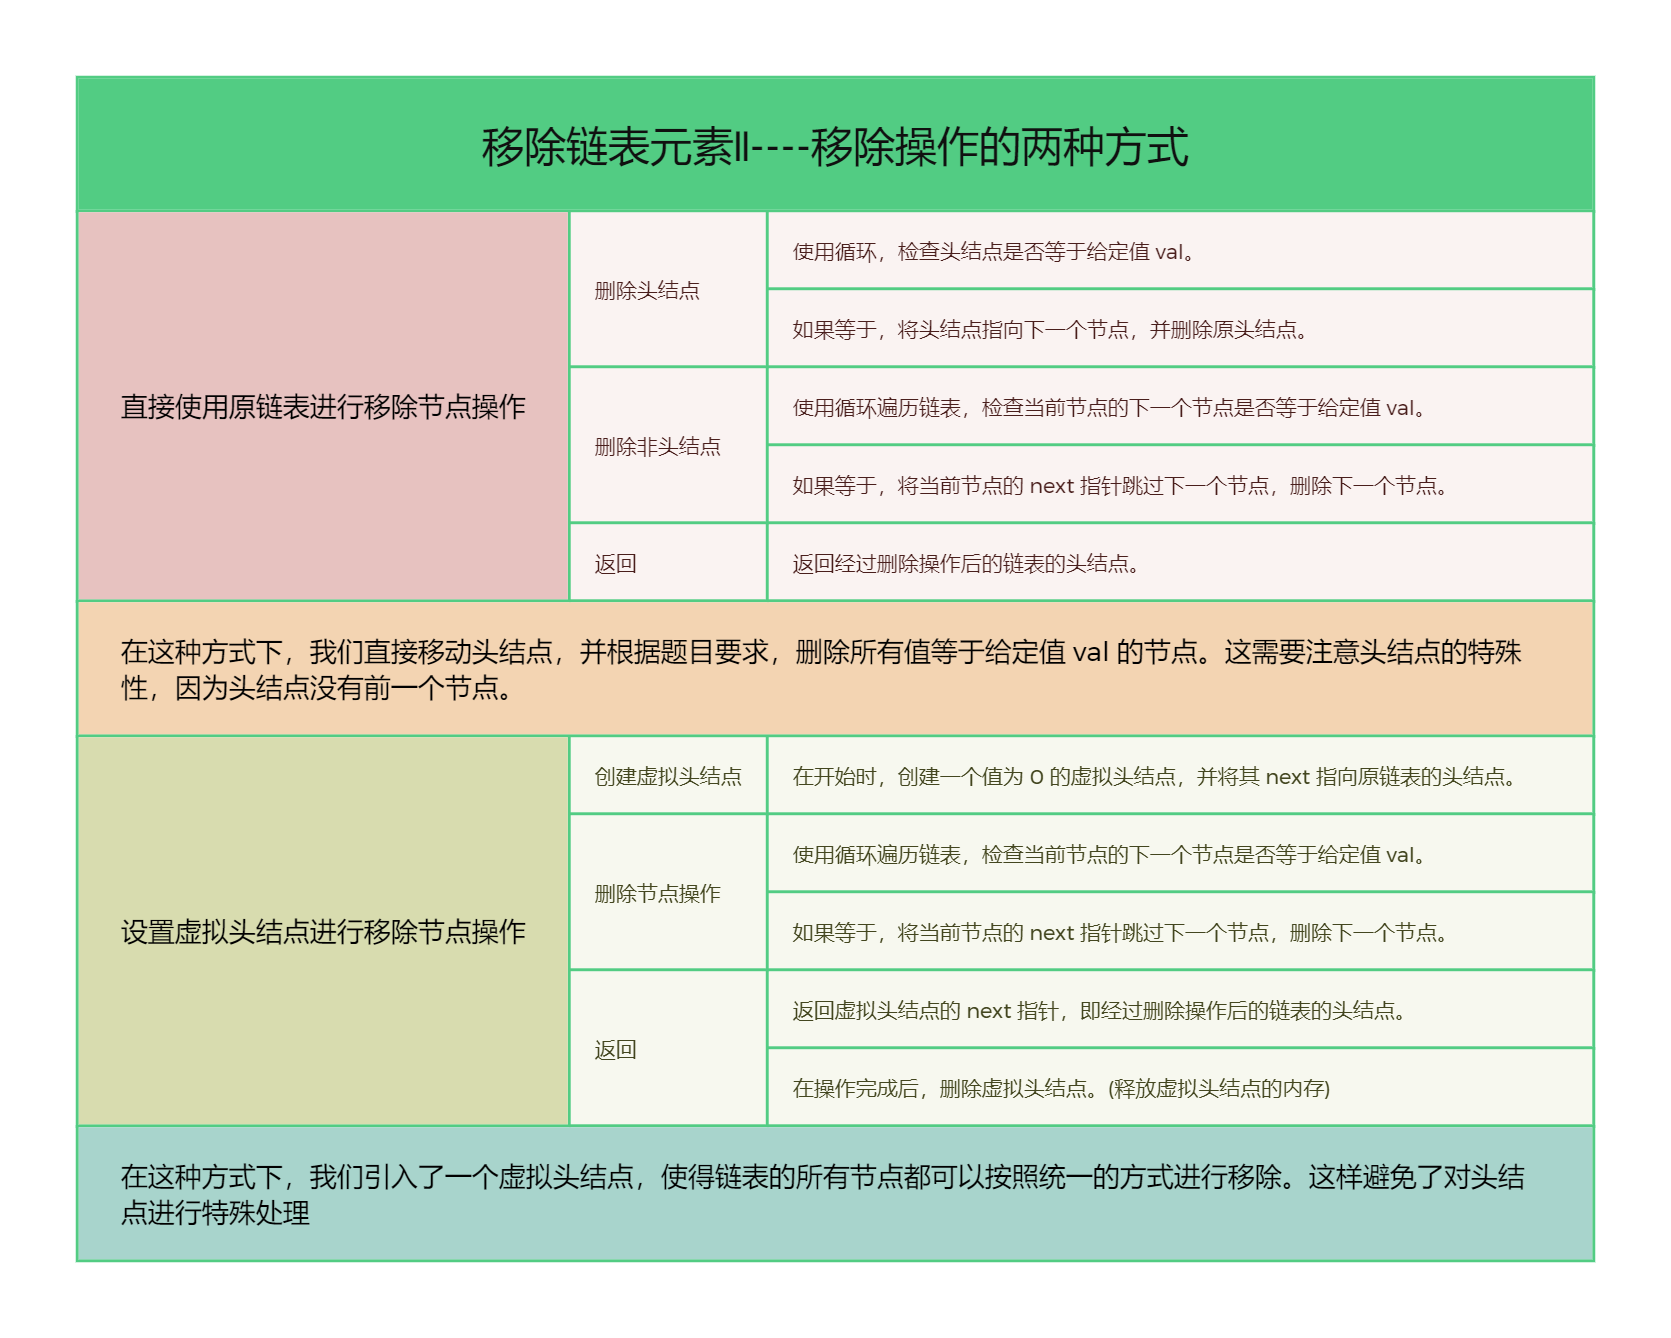 移除链表元素II----移除操作的两种方式
直接使用原链表进行移除节点操作
删除头结点
使用循环，检查头结点是否等于给定值 val。
如果等于，将头结点指向下一个节点，并删除原头结点。
删除非头结点
使用循环遍历链表，检查当前节点的下一个节点是否等于给定值 val。
如果等于，将当前节点的 next 指针跳过下一个节点，删除下一个节点。
返回
返回经过删除操作后的链表的头结点。
在这种方式下，我们直接移动头结点，并根据题目要求，删除所有值等于给定值 val 的节点。这需要注意头结点的特殊
性，因为头结点没有前一个节点。
设置虚拟头结点进行移除节点操作
创建虚拟头结点
在开始时，创建一个值为 0 的虚拟头结点，并将其 next 指向原链表的头结点。
删除节点操作
使用循环遍历链表，检查当前节点的下一个节点是否等于给定值 val。
如果等于，将当前节点的 next 指针跳过下一个节点，删除下一个节点。
返回
返回虚拟头结点的 next 指针，即经过删除操作后的链表的头结点。
在操作完成后，删除虚拟头结点。(释放虚拟头结点的内存)
在这种方式下，我们引入了一个虚拟头结点，使得链表的所有节点都可以按照统一的方式进行移除。这样避免了对头结
点进行特殊处理